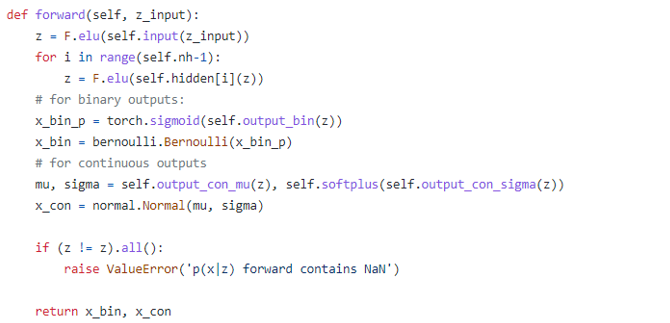 def forward(self, z_input):
    z = F.elu(self.input(z_input))
    for i in range(self.nh-1):
        z = F.elu(self.hidden[i](z))
    # for binary outputs:
    x_bin_p = torch.sigmoid(self.output_bin(z))
    x_bin = bernoulli.Bernoulli(x_bin_p)
    # for continuous outputs
    mu, sigma = self.output_con_mu(z), self.softplus(self.output_con_sigma(z))
    x_con = normal.Normal(mu, sigma)

    if (z != z).all():
        raise ValueError('p(x|z) forward contains NaN')

    return x_bin, x_con